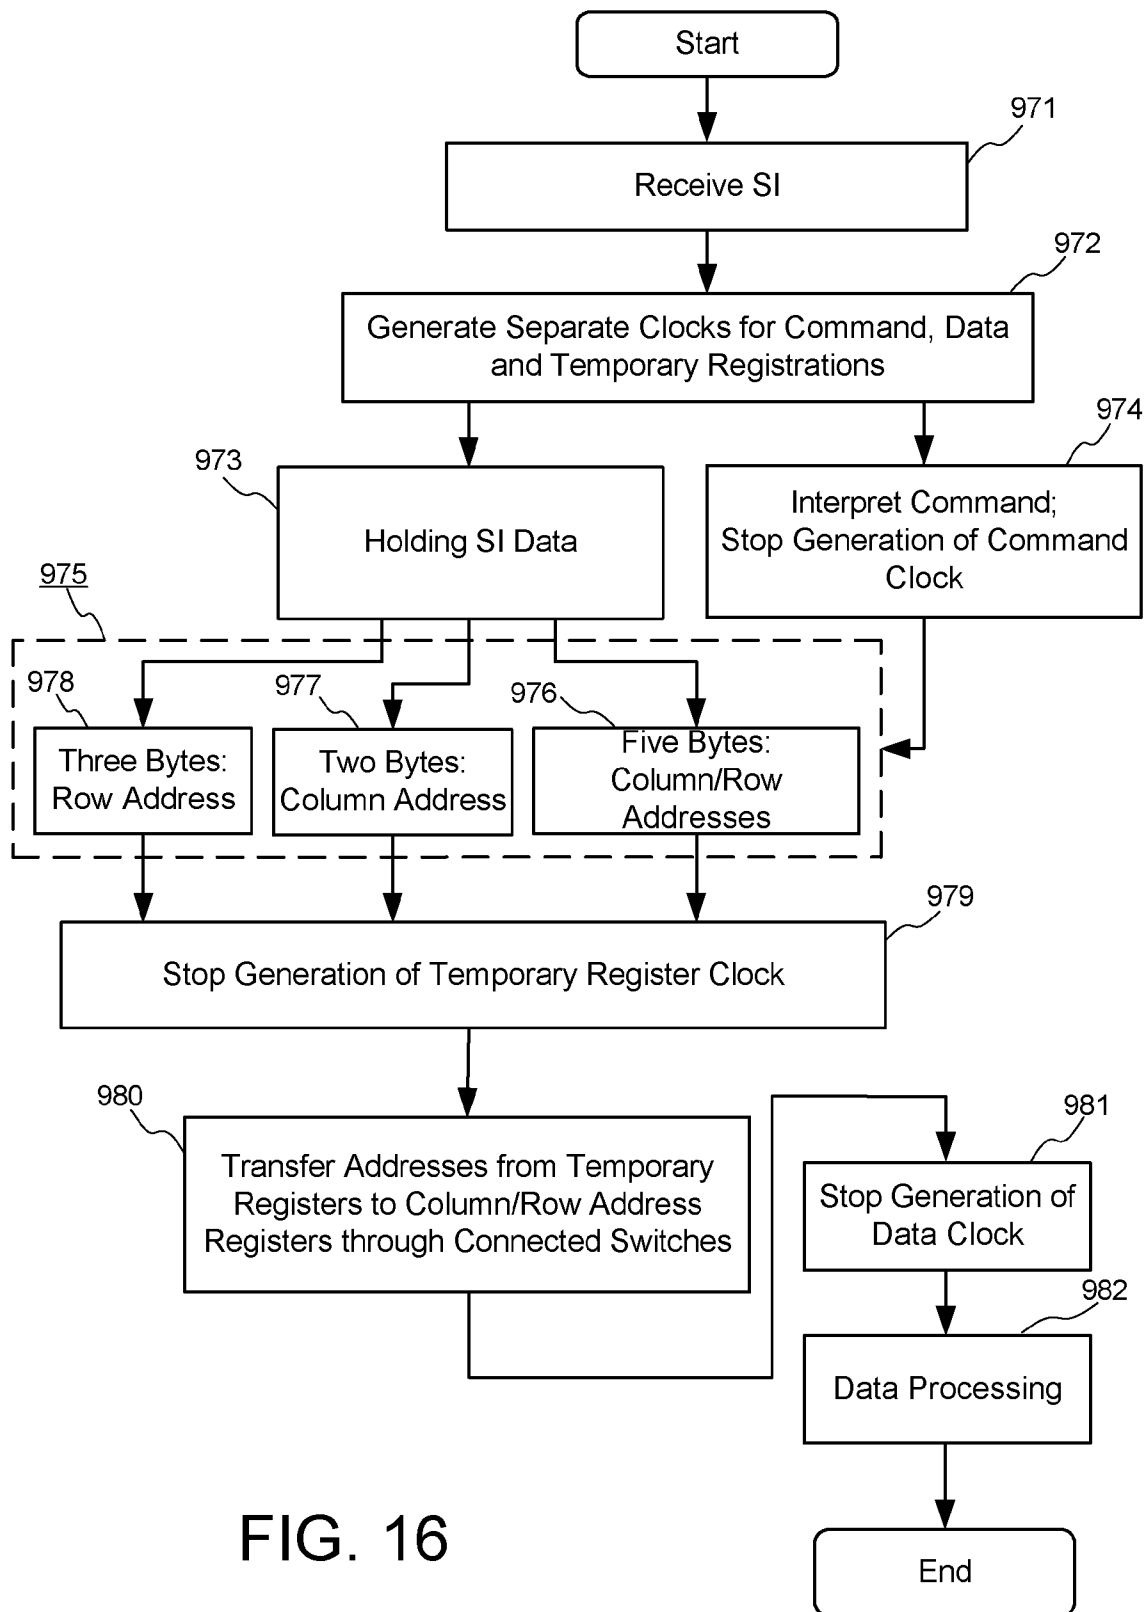 Start
971
Receive SI
972
Generate Separate Clocks for Command, Data
and Temporary Registrations
973
Holding SI Data
974
Interpret Command;
Stop Generation of Command
Clock
975
978
Three Bytes:
Row Address
977
Two Bytes:
Column Address
976
Five Bytes:
Column/Row
Addresses
979
Stop Generation of Temporary Register Clock
980
Transfer Addresses from Temporary
Registers to Column/Row Address
Registers through Connected Switches
981
Stop Generation of
Data Clock
982
Data Processing
End
FIG. 16